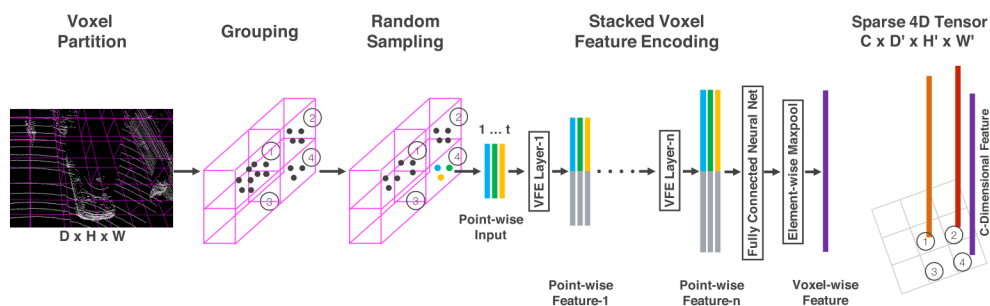 Voxel
Partition
Grouping
Random
Sampling
Stacked Voxel
Feature Encoding
Sparse 4D Tensor
C x D' x H' x W'
D x H x W
1
2
3
4
1
2
3
4
1 ... t
Point-wise
Input
VFE Layer-1
Point-wise
Feature-1
VFE Layer-n
Point-wise
Feature-n
Fully Connected Neural Net
Element-wise Maxpool
Voxel-wise
Feature
C-Dimensional Feature
1
2
3
4